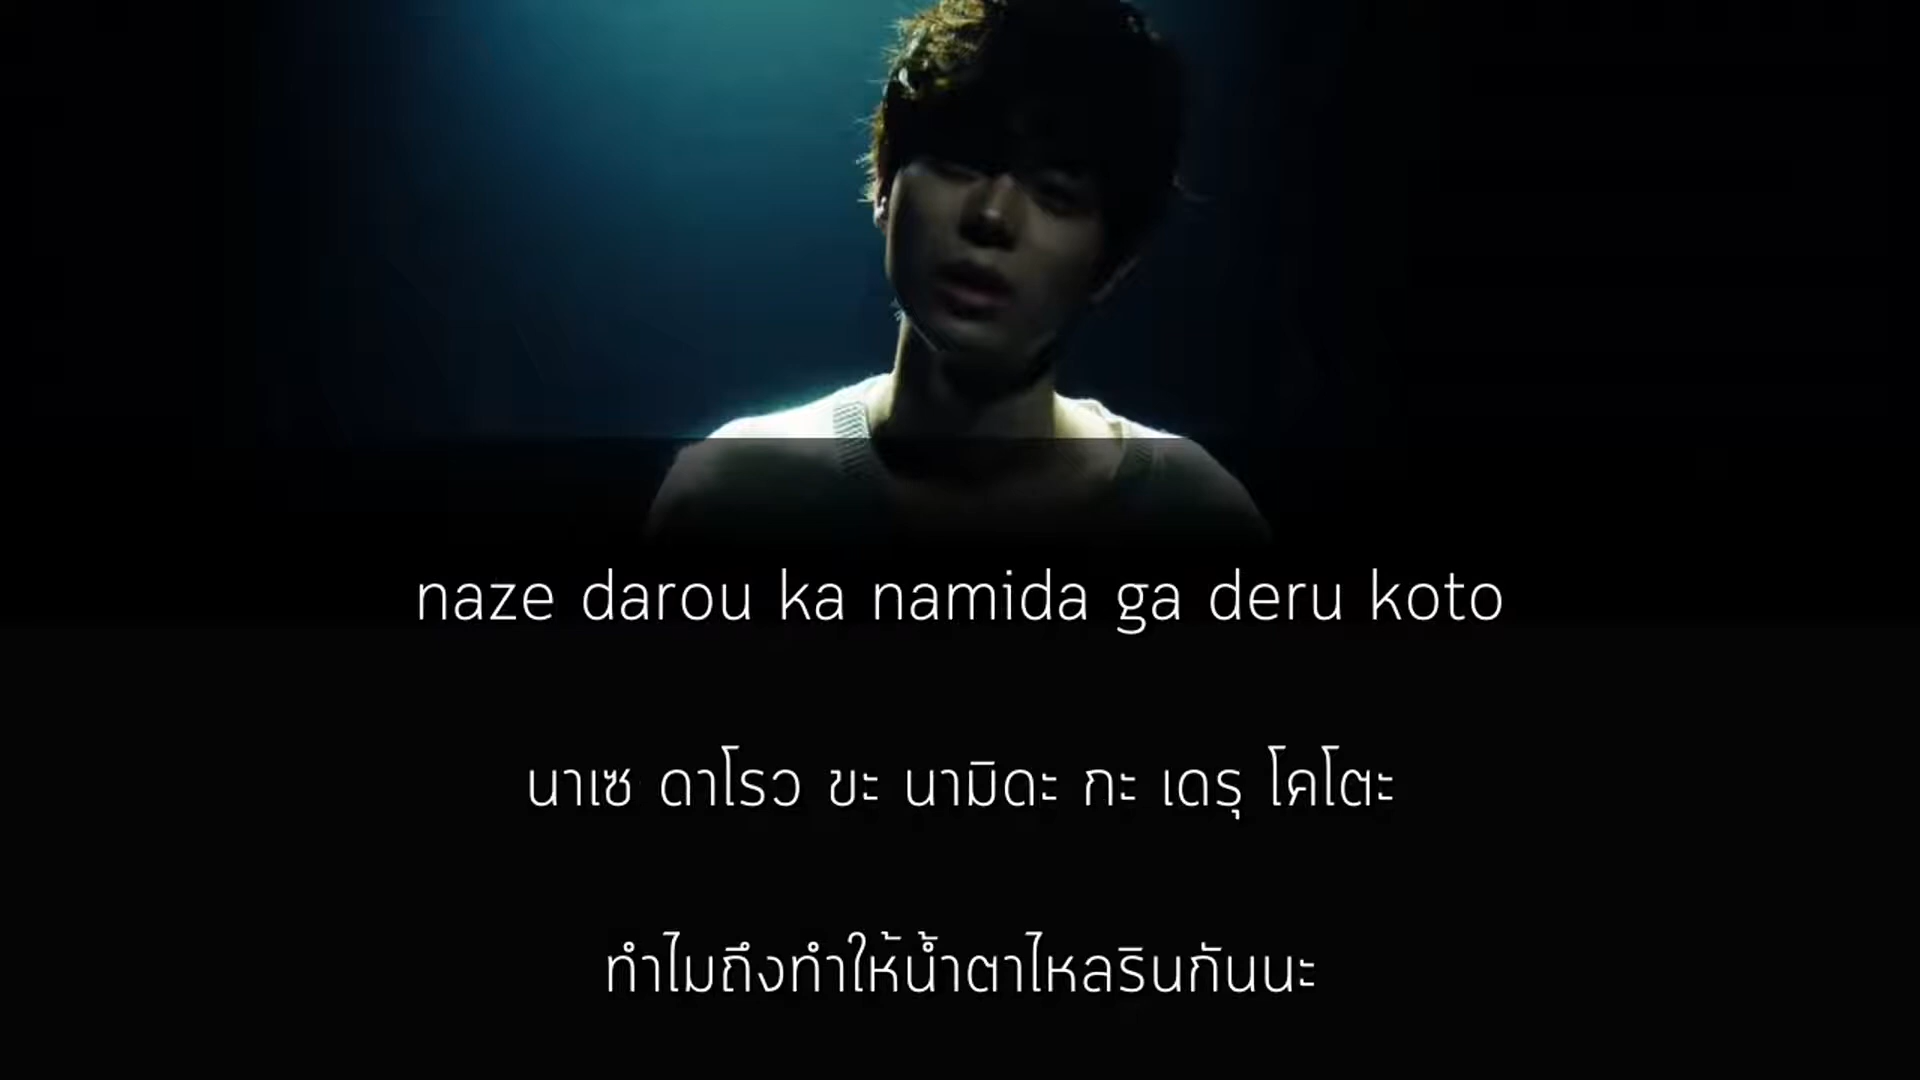 naze darou ka namida ga deru koto
นาเซ ดาโรว ขะ นามิดะ กะ เดรุ โคโตะ
ทำไมถึงทำให้น้ำตาไหลรินกันนะ